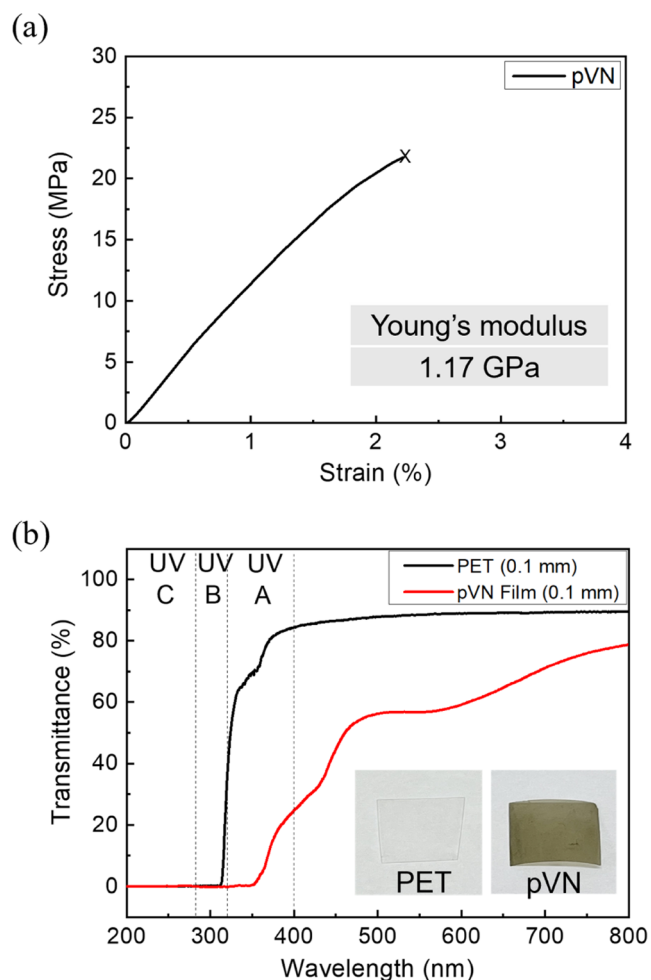 (a)
30
25
20
15
10
5
0
Stress (MPa)
pVN
X
Young's modulus
1.17 GPa
0 1 2 3 4
Strain (%)
(b)
UV UV UV
C B A
PET (0.1 mm)
pVN Film (0.1 mm)
100
80
60
40
20
0
Transmittance (%)
PET pVN
200 300 400 500 600 700 800
Wavelength (nm)